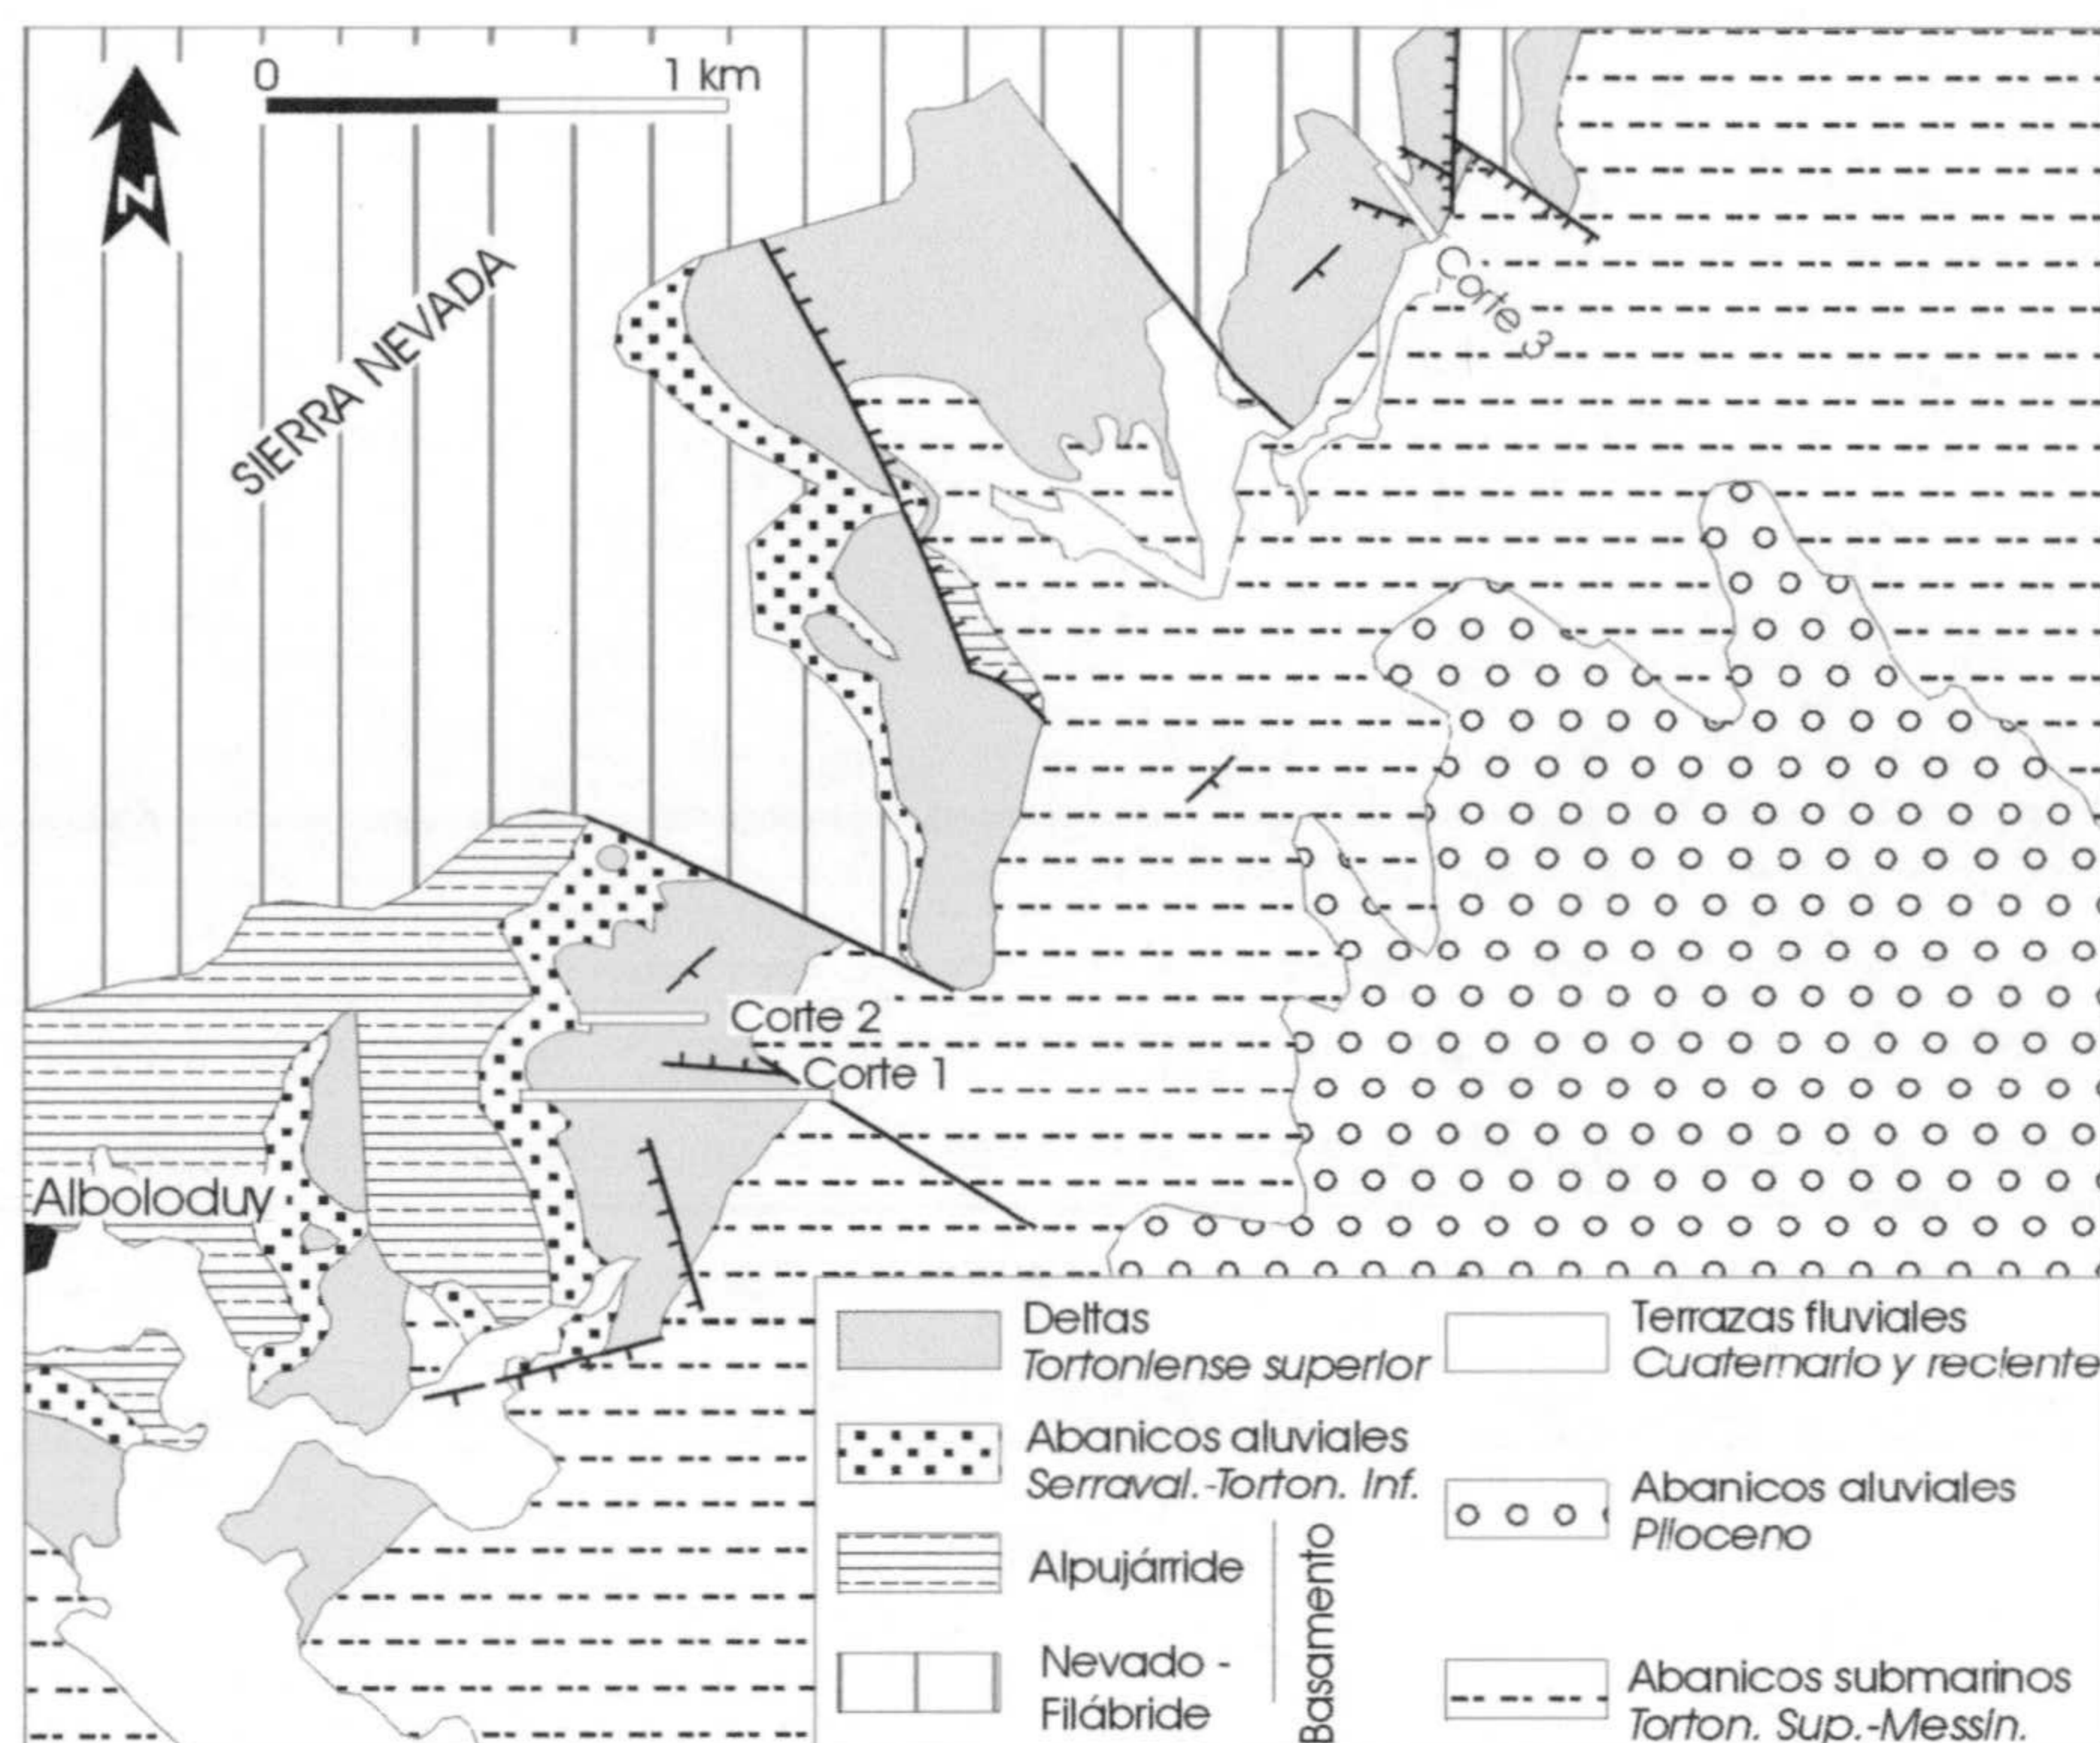 0 1 km
N
SIERRA NEVADA
Corte 3
Corte 2
Corte 1
Alboloduy
Deltas
Tortoniense superior
Abanicos aluviales
Serraval.-Torton. Inf.
Alpujárride
Nevado -
Filábride
Basamento
Terrazas fluviales
Cuaternario y reciente
Abanicos aluviales
Plioceno
Abanicos submarinos
Torton. Sup.-Messin.